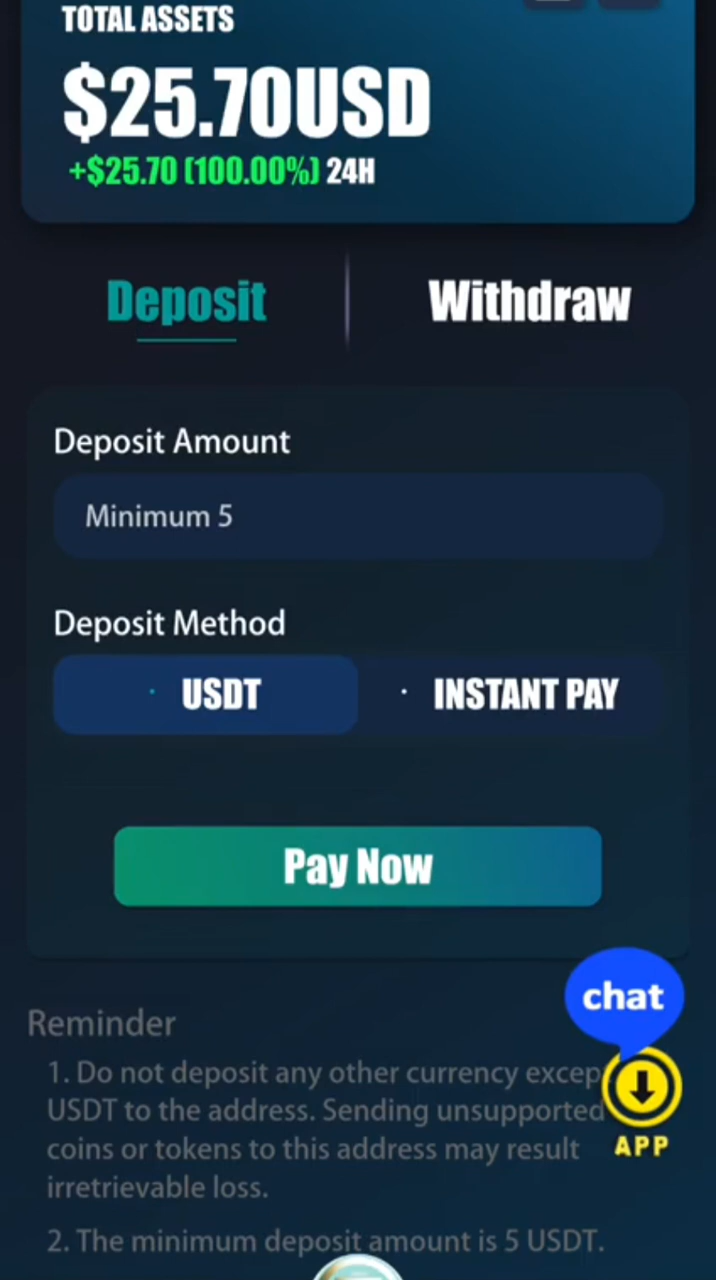 TOTAL ASSETS
$25.70USD
+$25.70 (100.00%) 24H
Deposit
Withdraw
Deposit Amount
Minimum 5
Deposit Method
USDT
INSTANT PAY
Pay Now
chat
Reminder
1. Do not deposit any other currency excep
USDT to the address. Sending unsupported
coins or tokens to this address may result
irretrievable loss.
APP
2. The minimum deposit amount is 5 USDT.